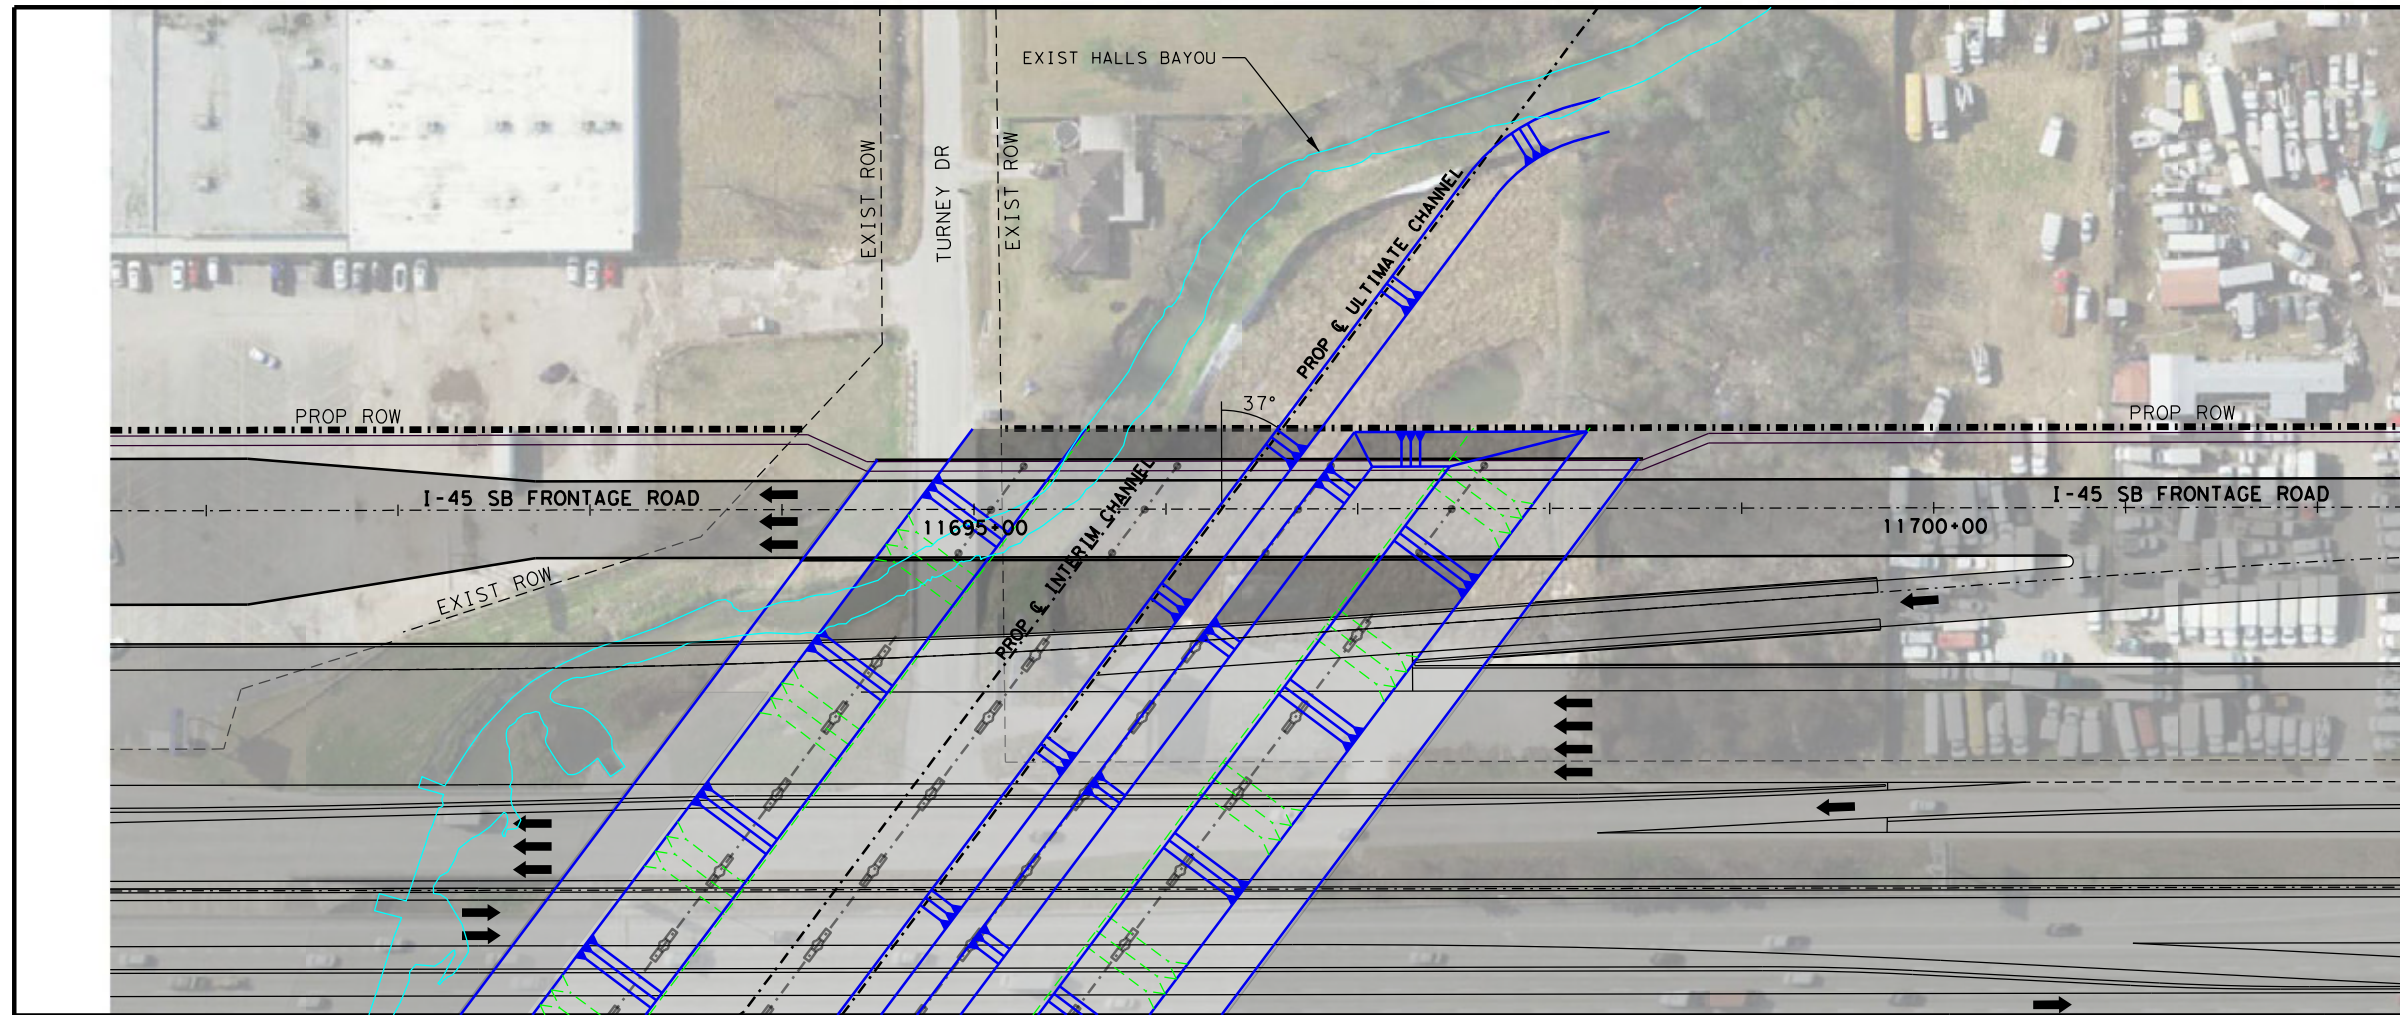 EXIST HALLS BAYOU
EXIST ROW
TURNEY DR
EXIST ROW
PROP ℄ ULTIMATE CHANNEL
37°
PROP ROW
PROP ROW
I-45 SB FRONTAGE ROAD
I-45 SB FRONTAGE ROAD
11695+00
11700+00
PROP ℄ INTERIM CHANNEL
EXIST ROW